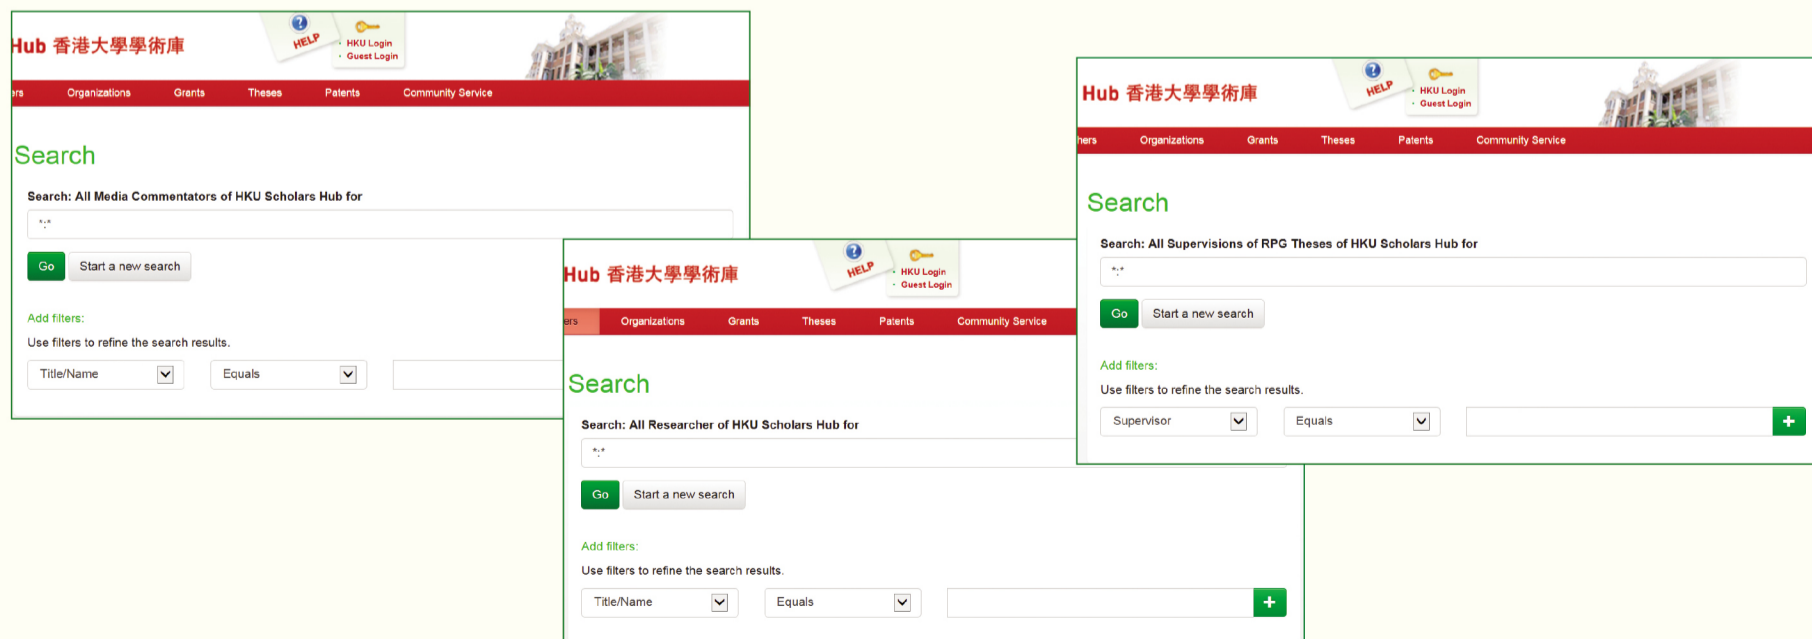 Hub 香港大學學術庫
HELP
· HKU Login
· Guest Login
ers Organizations Grants Theses Patents Community Service
Search
Search: All Media Commentators of HKU Scholars Hub for
*:*
Go Start a new search
Add filters:
Use filters to refine the search results.
Title/Name Equals
Hub 香港大學學術庫
HELP
· HKU Login
· Guest Login
ers Organizations Grants Theses Patents Community Service
Search
Search: All Researcher of HKU Scholars Hub for
*:*
Go Start a new search
Add filters:
Use filters to refine the search results.
Title/Name Equals +
Hub 香港大學學術庫
HELP
· HKU Login
· Guest Login
hers Organizations Grants Theses Patents Community Service
Search
Search: All Supervisions of RPG Theses of HKU Scholars Hub for
*:*
Go Start a new search
Add filters:
Use filters to refine the search results.
Supervisor Equals +